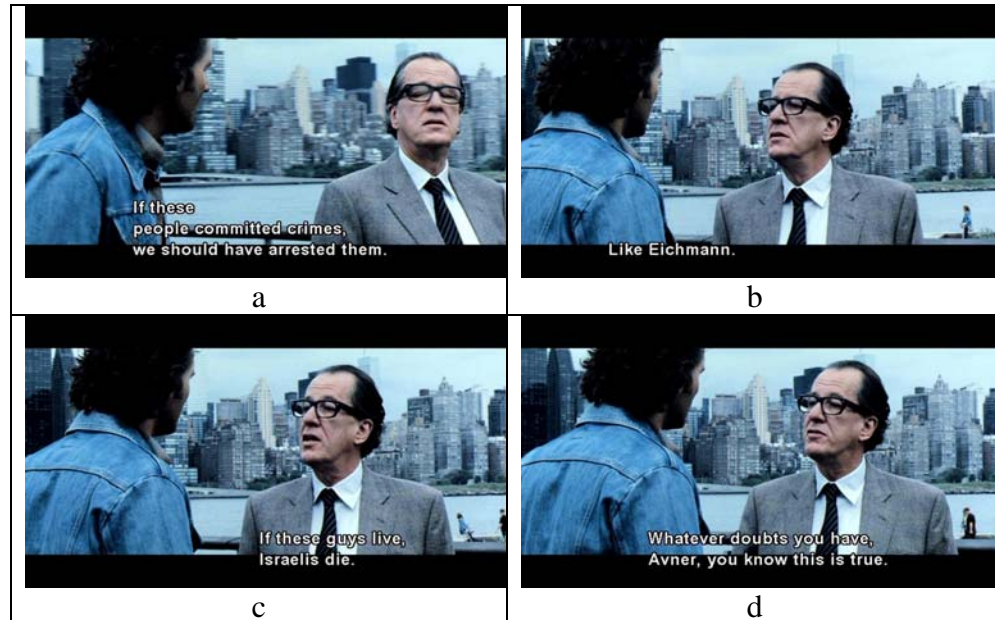 If these
people committed crimes,
we should have arrested them.
a
Like Eichmann.
b
If these guys live,
Israelis die.
c
Whatever doubts you have,
Avner, you know this is true.
d